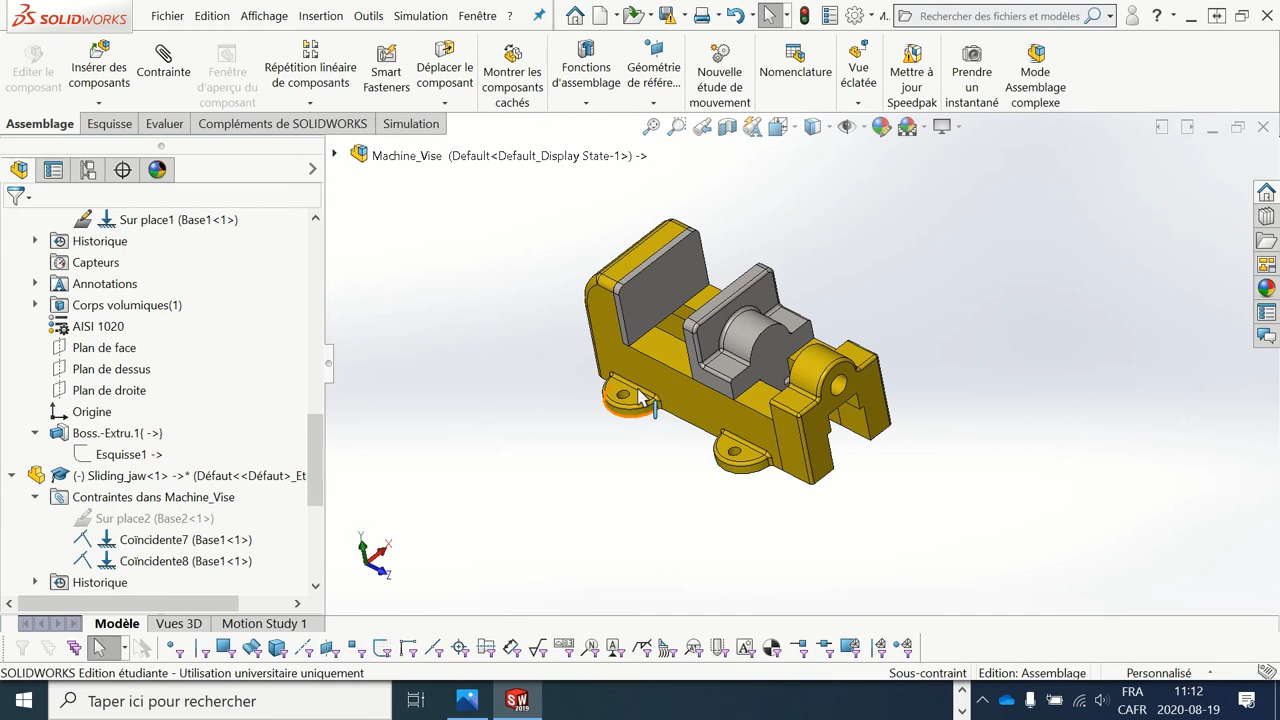 SOLIDWORKS
Fichier Edition Affichage Insertion Outils Simulation Fenêtre ?
Rechercher des fichiers et modèles
Editer le composant
Insérer des composants
Contrainte
Fenêtre d'aperçu du composant
Répétition linéaire de composants
Smart Fasteners
Déplacer le composant
Montrer les composants cachés
Fonctions d'assemblage
Géométrie de référe...
Nouvelle étude de mouvement
Nomenclature
Vue éclatée
Mettre à jour Speedpak
Prendre un instantané
Mode Assemblage complexe
Assemblage Esquisse Evaluer Compléments de SOLIDWORKS Simulation
Machine_Vise (Default<Default_Display State-1>) ->
Sur place1 (Base1<1>)
Historique
Capteurs
Annotations
Corps volumiques(1)
AISI 1020
Plan de face
Plan de dessus
Plan de droite
Origine
Boss.-Extru.1{ ->}
Esquisse1 ->
(-) Sliding_jaw<1> ->* (Défaut<<Défaut>_Et
Contraintes dans Machine_Vise
Sur place2 (Base2<1>)
Coïncidente7 (Base1<1>)
Coïncidente8 (Base1<1>)
Historique
Y
X
Z
Modèle Vues 3D Motion Study 1
SOLIDWORKS Edition étudiante - Utilisation universitaire uniquement
Sous-contraint
Edition: Assemblage
Personnalisé
Taper ici pour rechercher
SW
2019
FRA
CAFR
11:12
2020-08-19